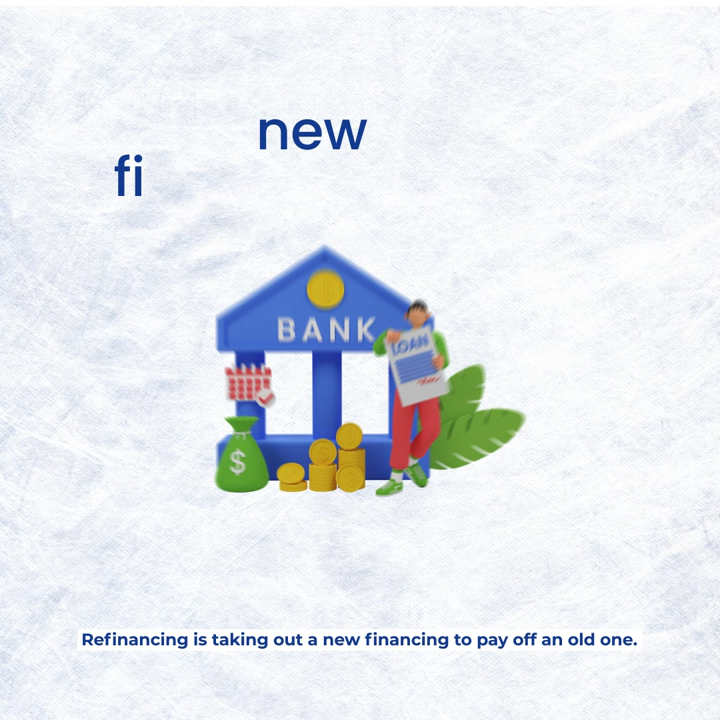 new
fi
BANK
LOAN
$
Refinancing is taking out a new financing to pay off an old one.